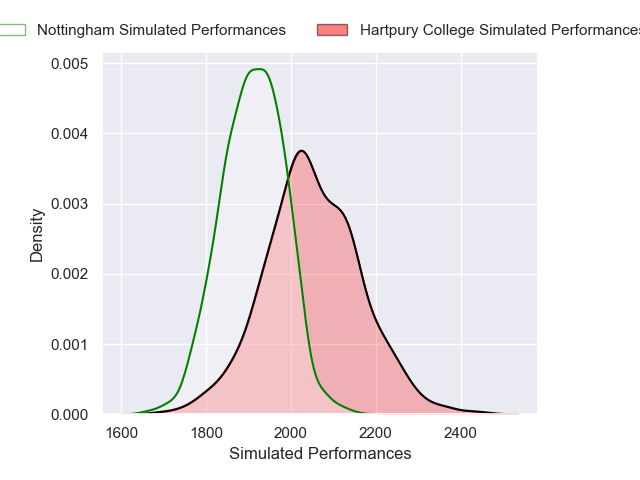 Nottingham Simulated Performances
Hartpury College Simulated Performances
0.005
0.004
0.003
0.002
0.001
0.000
Density
1600 1800 2000 2200 2400
Simulated Performances